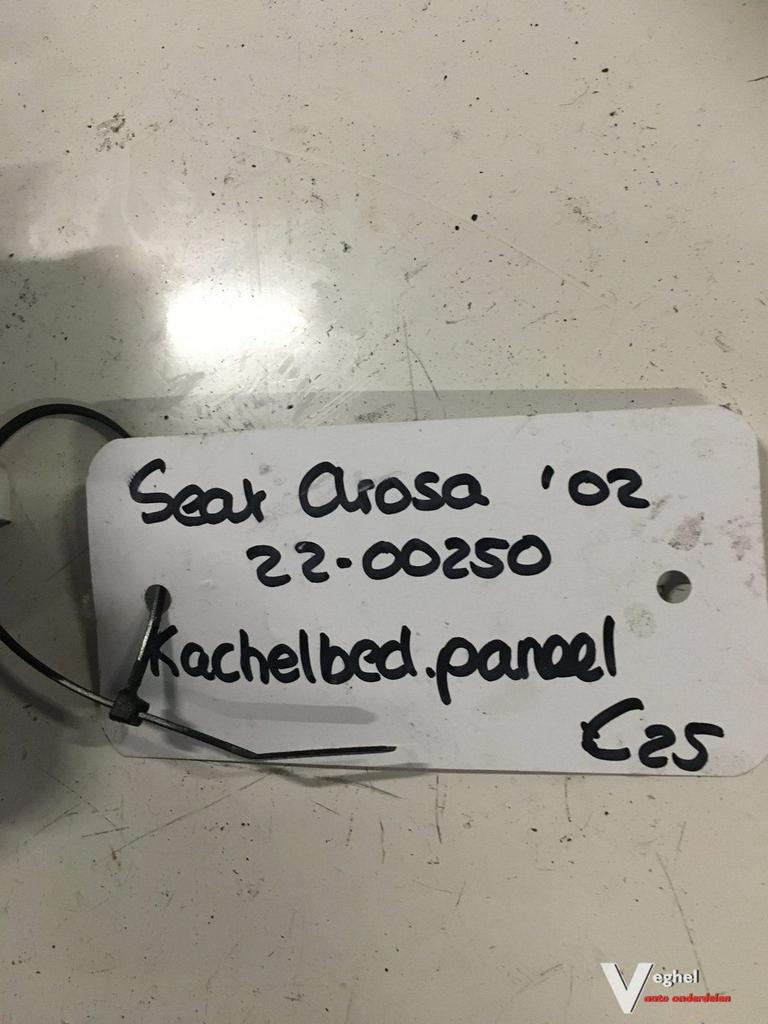 Seat Arosa '02
22-00250
Kachelbed.paneel
€25
Veghel
auto onderdelen